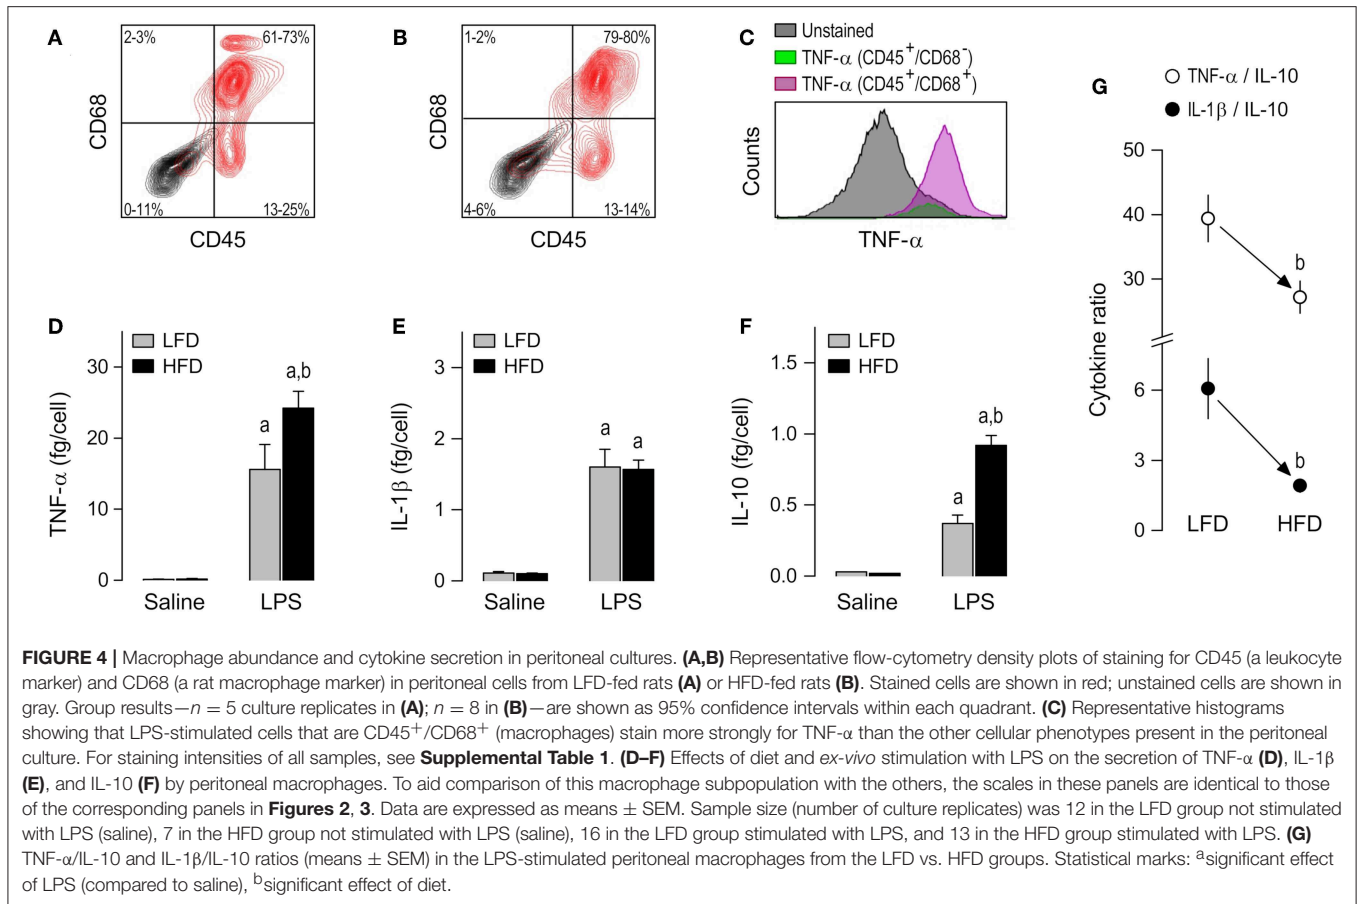 A
2-3%
61-73%
CD68
0-11%
13-25%
CD45
B
1-2%
79-80%
CD68
4-6%
13-14%
CD45
C
Unstained
TNF-α (CD45⁺/CD68⁻)
TNF-α (CD45⁺/CD68⁺)
Counts
TNF-α
G
TNF-α / IL-10
IL-1β / IL-10
50
40
30
6
3
0
Cytokine ratio
b
b
LFD
HFD
D
LFD
HFD
30
20
10
0
TNF-α (fg/cell)
a
a,b
Saline
LPS
E
LFD
HFD
3
2
1
0
IL-1β (fg/cell)
a
a
Saline
LPS
F
LFD
HFD
1.5
1.0
0.5
0.0
IL-10 (fg/cell)
a
a,b
Saline
LPS
FIGURE 4 | Macrophage abundance and cytokine secretion in peritoneal cultures. (A,B) Representative flow-cytometry density plots of staining for CD45 (a leukocyte
marker) and CD68 (a rat macrophage marker) in peritoneal cells from LFD-fed rats (A) or HFD-fed rats (B). Stained cells are shown in red; unstained cells are shown in
gray. Group results—n = 5 culture replicates in (A); n = 8 in (B)—are shown as 95% confidence intervals within each quadrant. (C) Representative histograms
showing that LPS-stimulated cells that are CD45⁺/CD68⁺ (macrophages) stain more strongly for TNF-α than the other cellular phenotypes present in the peritoneal
culture. For staining intensities of all samples, see Supplemental Table 1. (D–F) Effects of diet and ex-vivo stimulation with LPS on the secretion of TNF-α (D), IL-1β
(E), and IL-10 (F) by peritoneal macrophages. To aid comparison of this macrophage subpopulation with the others, the scales in these panels are identical to those
of the corresponding panels in Figures 2, 3. Data are expressed as means ± SEM. Sample size (number of culture replicates) was 12 in the LFD group not stimulated
with LPS (saline), 7 in the HFD group not stimulated with LPS (saline), 16 in the LFD group stimulated with LPS, and 13 in the HFD group stimulated with LPS. (G)
TNF-α/IL-10 and IL-1β/IL-10 ratios (means ± SEM) in the LPS-stimulated peritoneal macrophages from the LFD vs. HFD groups. Statistical marks: ᵃsignificant effect
of LPS (compared to saline), ᵇsignificant effect of diet.